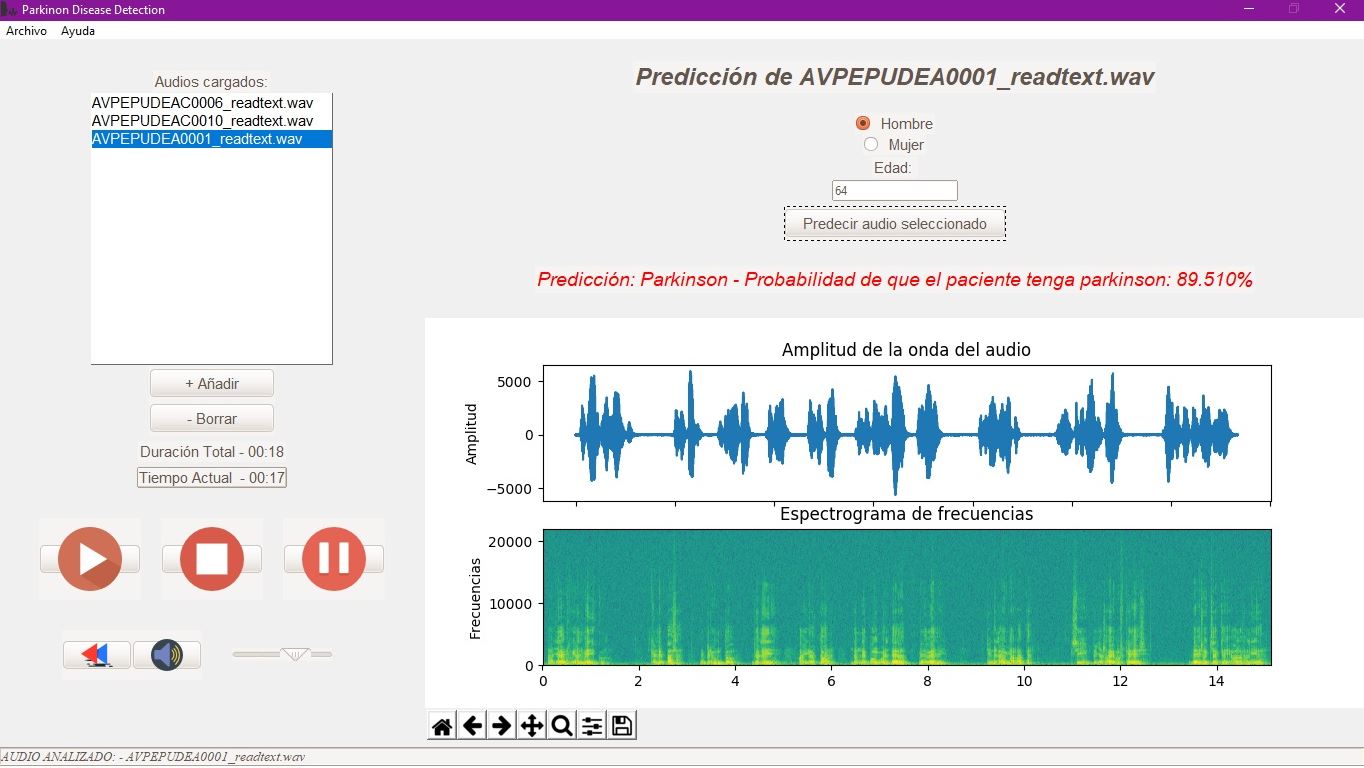 Parkinon Disease Detection
Archivo Ayuda
Audios cargados:
AVPEPUDEAC0006_readtext.wav
AVPEPUDEAC0010_readtext.wav
AVPEPUDEA0001_readtext.wav
+ Añadir
- Borrar
Duración Total - 00:18
Tiempo Actual - 00:17
Predicción de AVPEPUDEA0001_readtext.wav
Hombre
Mujer
Edad:
64
Predecir audio seleccionado
Predicción: Parkinson - Probabilidad de que el paciente tenga parkinson: 89.510%
Amplitud de la onda del audio
Amplitud
5000
0
−5000
Espectrograma de frecuencias
Frecuencias
20000
10000
0
0 2 4 6 8 10 12 14
AUDIO ANALIZADO: - AVPEPUDEA0001_readtext.wav